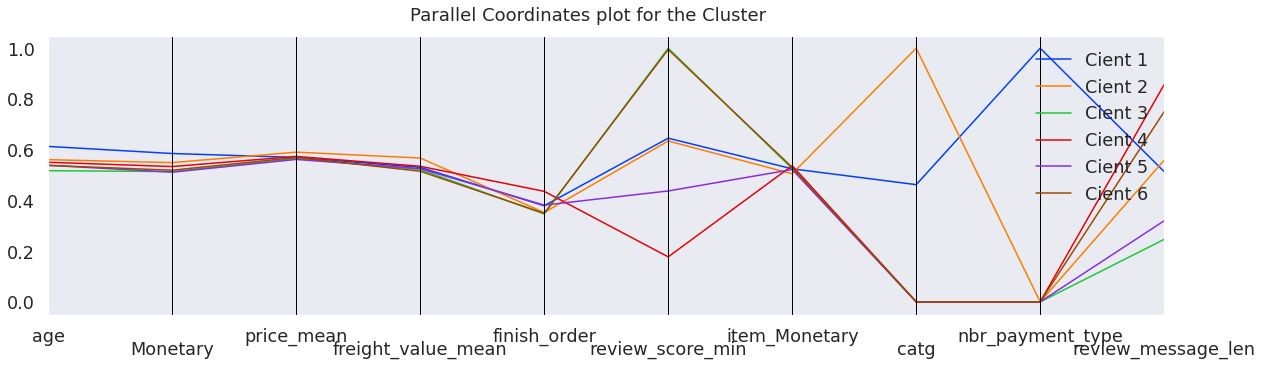 Parallel Coordinates plot for the Cluster
1.0
0.8
0.6
0.4
0.2
0.0
Cient 1
Cient 2
Cient 3
Cient 4
Cient 5
Cient 6
age
Monetary
price_mean
freight_value_mean
finish_order
review_score_min
item_Monetary
catg
nbr_payment_type
review_message_len